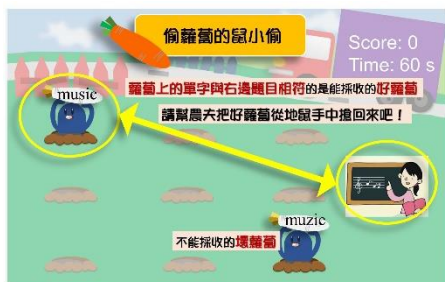 偷蘿蔔的鼠小偷
Score: 0
Time: 60 s
music
蘿蔔上的單字與右邊題目相符的是能採收的好蘿蔔
請幫農夫把好蘿蔔從地鼠手中搶回來吧！
muzic
不能採收的壞蘿蔔